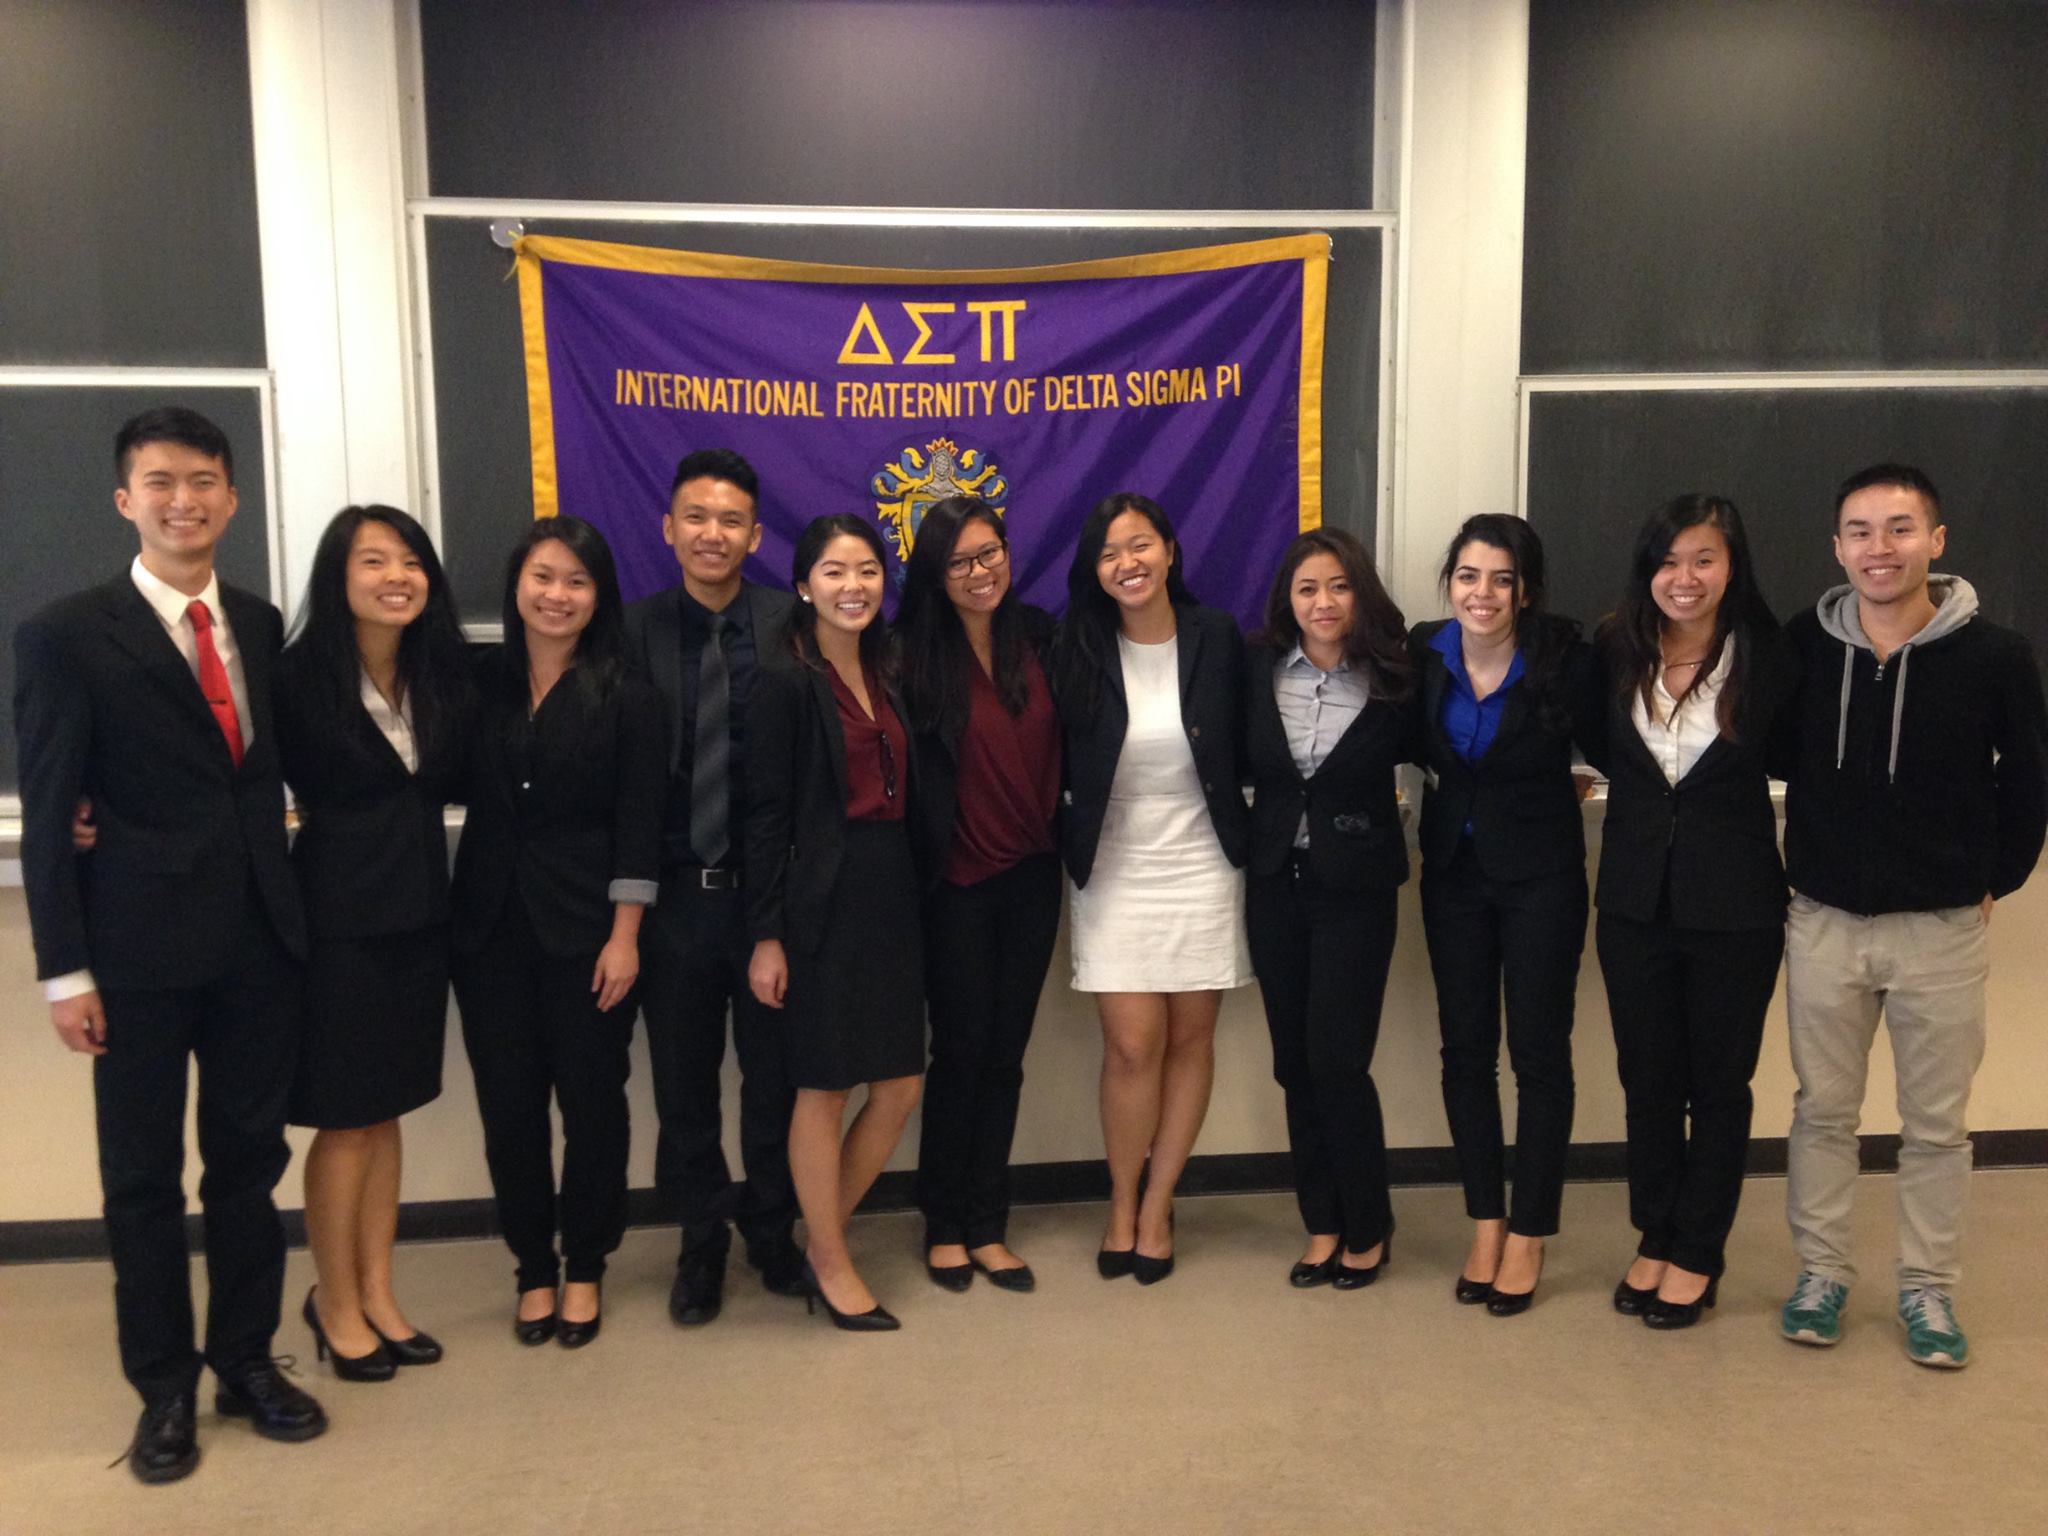 ΔΣΠ
INTERNATIONAL FRATERNITY OF DELTA SIGMA PI